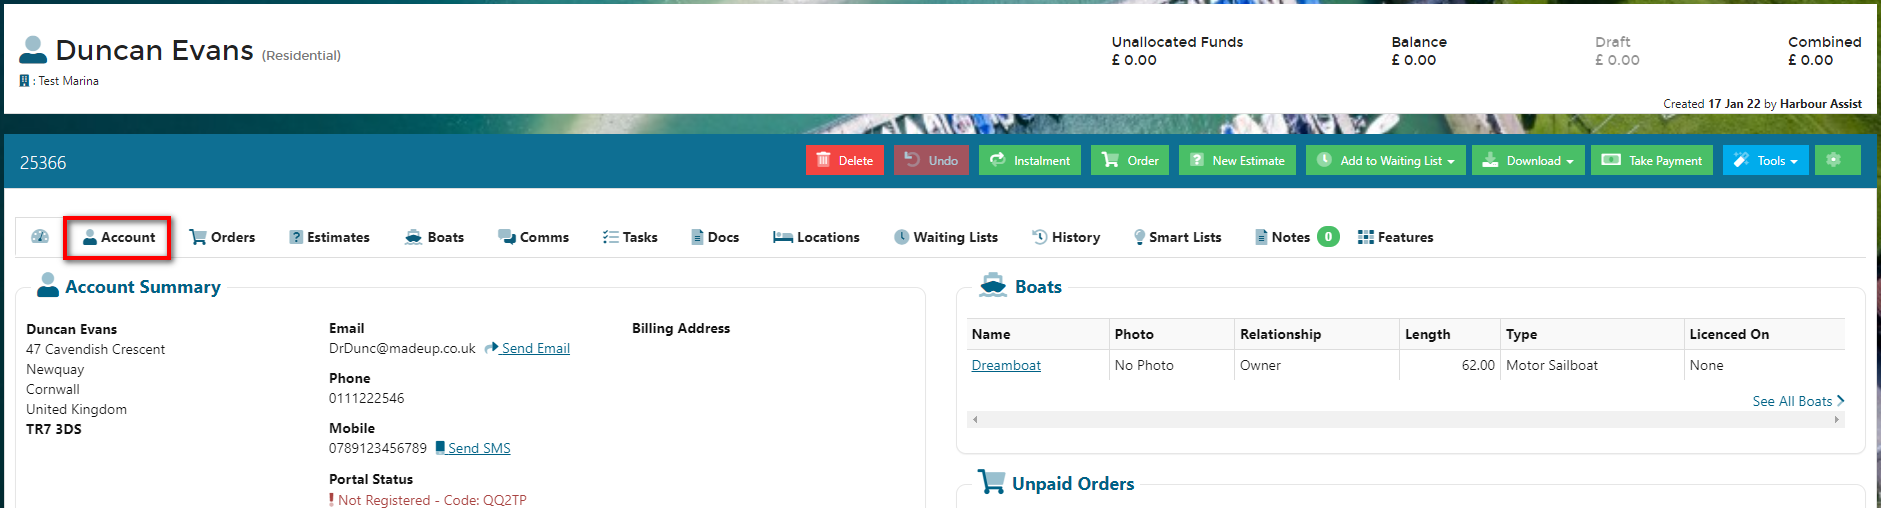 Duncan Evans (Residential)
: Test Marina
Unallocated Funds
£ 0.00
Balance
£ 0.00
Draft
£ 0.00
Combined
£ 0.00
Created 17 Jan 22 by Harbour Assist
25366
Delete
Undo
Instalment
Order
New Estimate
Add to Waiting List
Download
Take Payment
Tools
Account
Orders
Estimates
Boats
Comms
Tasks
Docs
Locations
Waiting Lists
History
Smart Lists
Notes 0
Features
Account Summary
Duncan Evans
47 Cavendish Crescent
Newquay
Cornwall
United Kingdom
TR7 3DS
Email
DrDunc@madeup.co.uk Send Email
Phone
0111222546
Mobile
0789123456789 Send SMS
Portal Status
! Not Registered - Code: QQ2TP
Billing Address
Boats
Name Photo Relationship Length Type Licenced On
Dreamboat No Photo Owner 62.00 Motor Sailboat None
See All Boats
Unpaid Orders